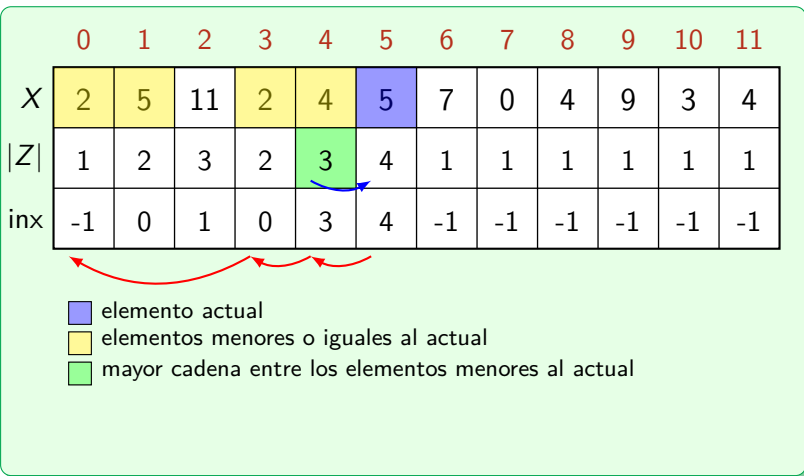 0 1 2 3 4 5 6 7 8 9 10 11
X 2 5 11 2 4 5 7 0 4 9 3 4
|Z| 1 2 3 2 3 4 1 1 1 1 1 1
inx -1 0 1 0 3 4 -1 -1 -1 -1 -1 -1
elemento actual
elementos menores o iguales al actual
mayor cadena entre los elementos menores al actual